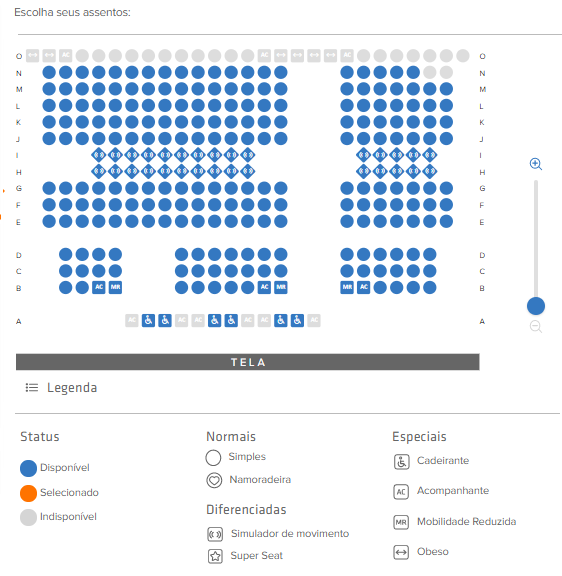 Escolha seus assentos:
O AC AC AC O
N N
M M
L L
K K
J J
I I
H H
G G
F F
E E
D D
C C
B AC MR AC MR MR AC B
A AC AC AC AC AC AC A
TELA
Legenda
Status
Disponível
Selecionado
Indisponível
Normais
Simples
Namoradeira
Diferenciadas
Simulador de movimento
Super Seat
Especiais
Cadeirante
AC Acompanhante
MR Mobilidade Reduzida
Obeso